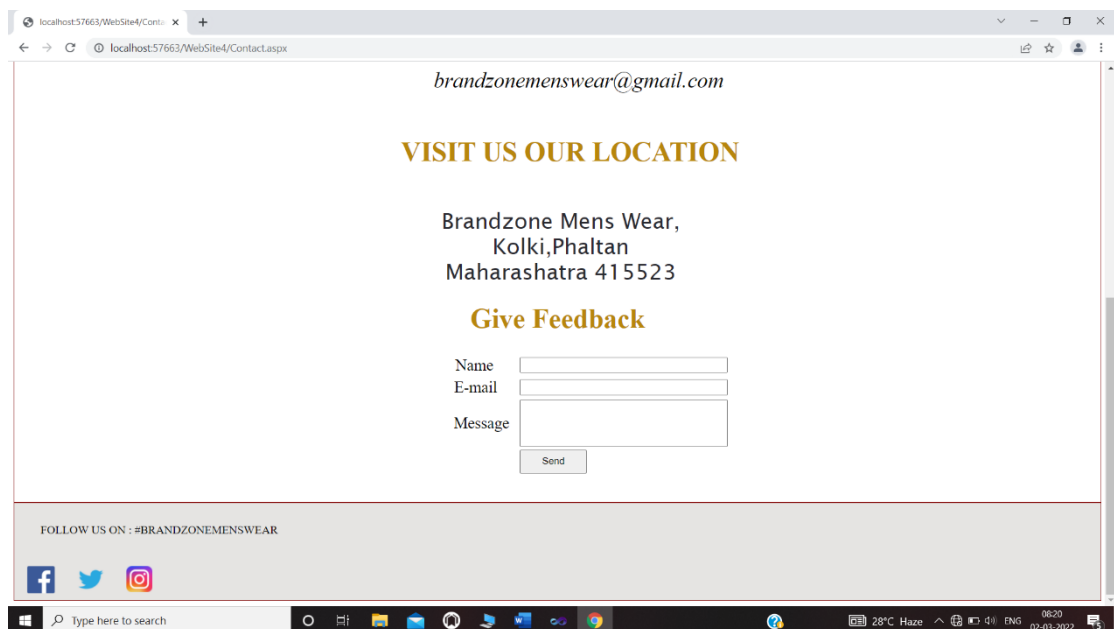 localhost:57663/WebSite4/Conta
localhost:57663/WebSite4/Contact.aspx
brandzonemenswear@gmail.com
VISIT US OUR LOCATION
Brandzone Mens Wear,
Kolki,Phaltan
Maharashatra 415523
Give Feedback
Name
E-mail
Message
Send
FOLLOW US ON : #BRANDZONEMENSWEAR
Type here to search
28°C Haze
ENG
08:20
02-03-2022
5